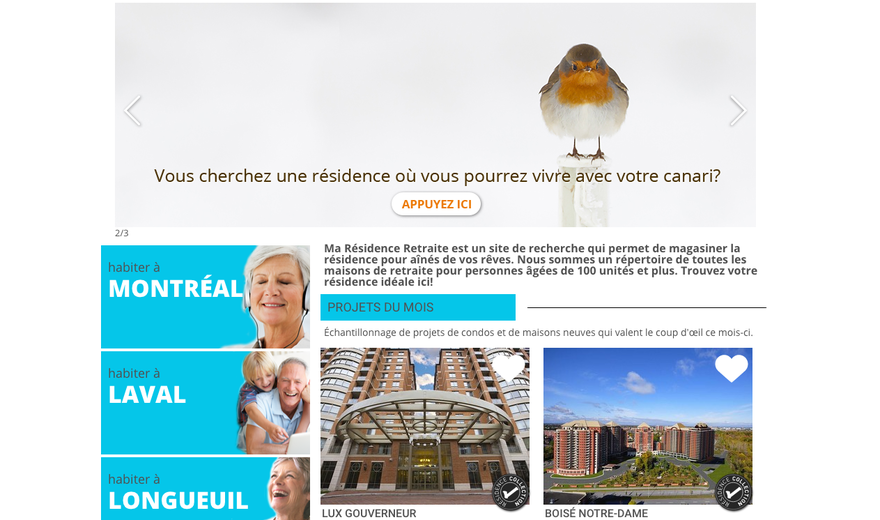 Vous cherchez une résidence où vous pourrez vivre avec votre canari?
APPUYEZ ICI
2/3
habiter à
MONTRÉAL
habiter à
LAVAL
habiter à
LONGUEUIL
Ma Résidence Retraite est un site de recherche qui permet de magasiner la
résidence pour aînés de vos rêves. Nous sommes un répertoire de toutes les
maisons de retraite pour personnes âgées de 100 unités et plus. Trouvez votre
résidence idéale ici!
PROJETS DU MOIS
Échantillonnage de projets de condos et de maisons neuves qui valent le coup d'œil ce mois-ci.
RÉSIDENCE COLLECTION
LUX GOUVERNEUR
RÉSIDENCE COLLECTION
BOISÉ NOTRE-DAME